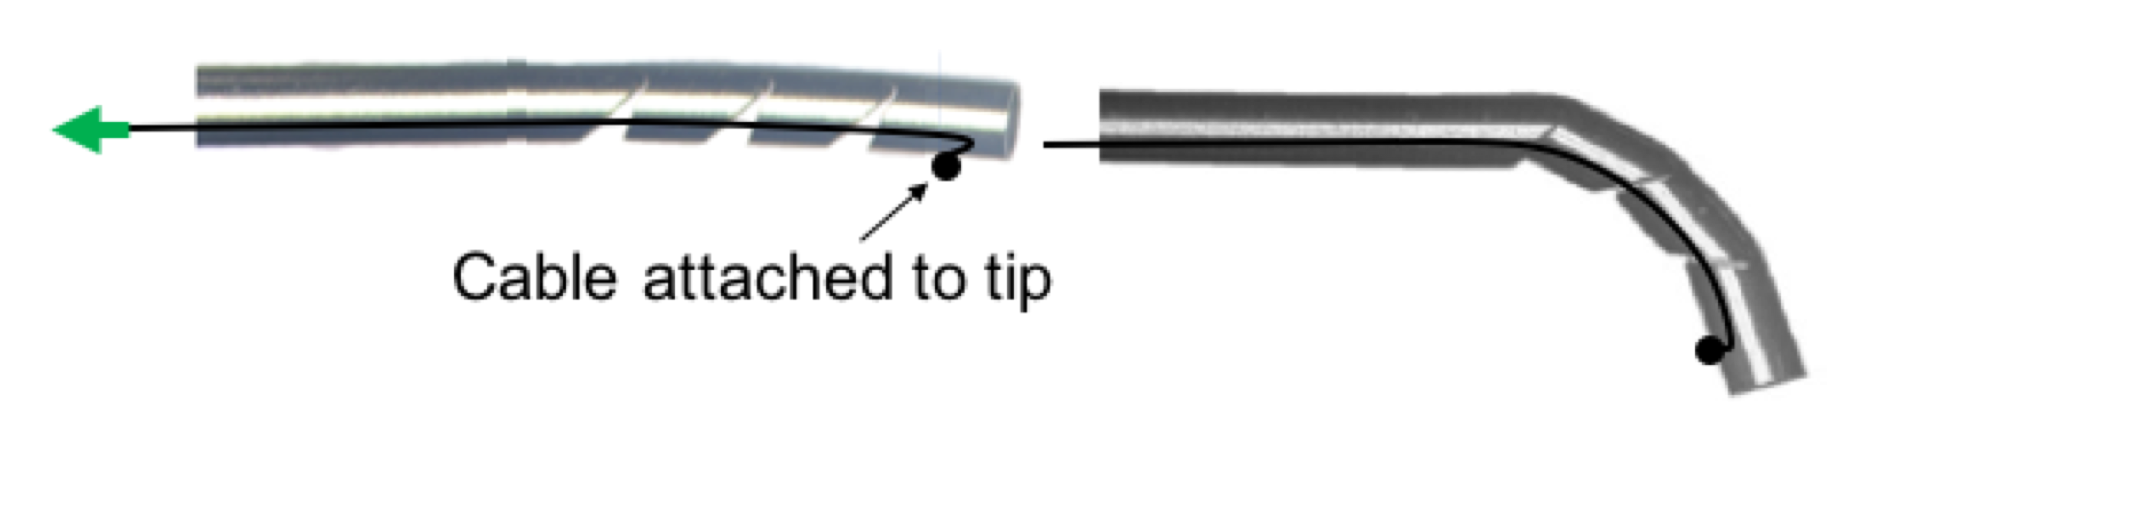 Cable attached to tip